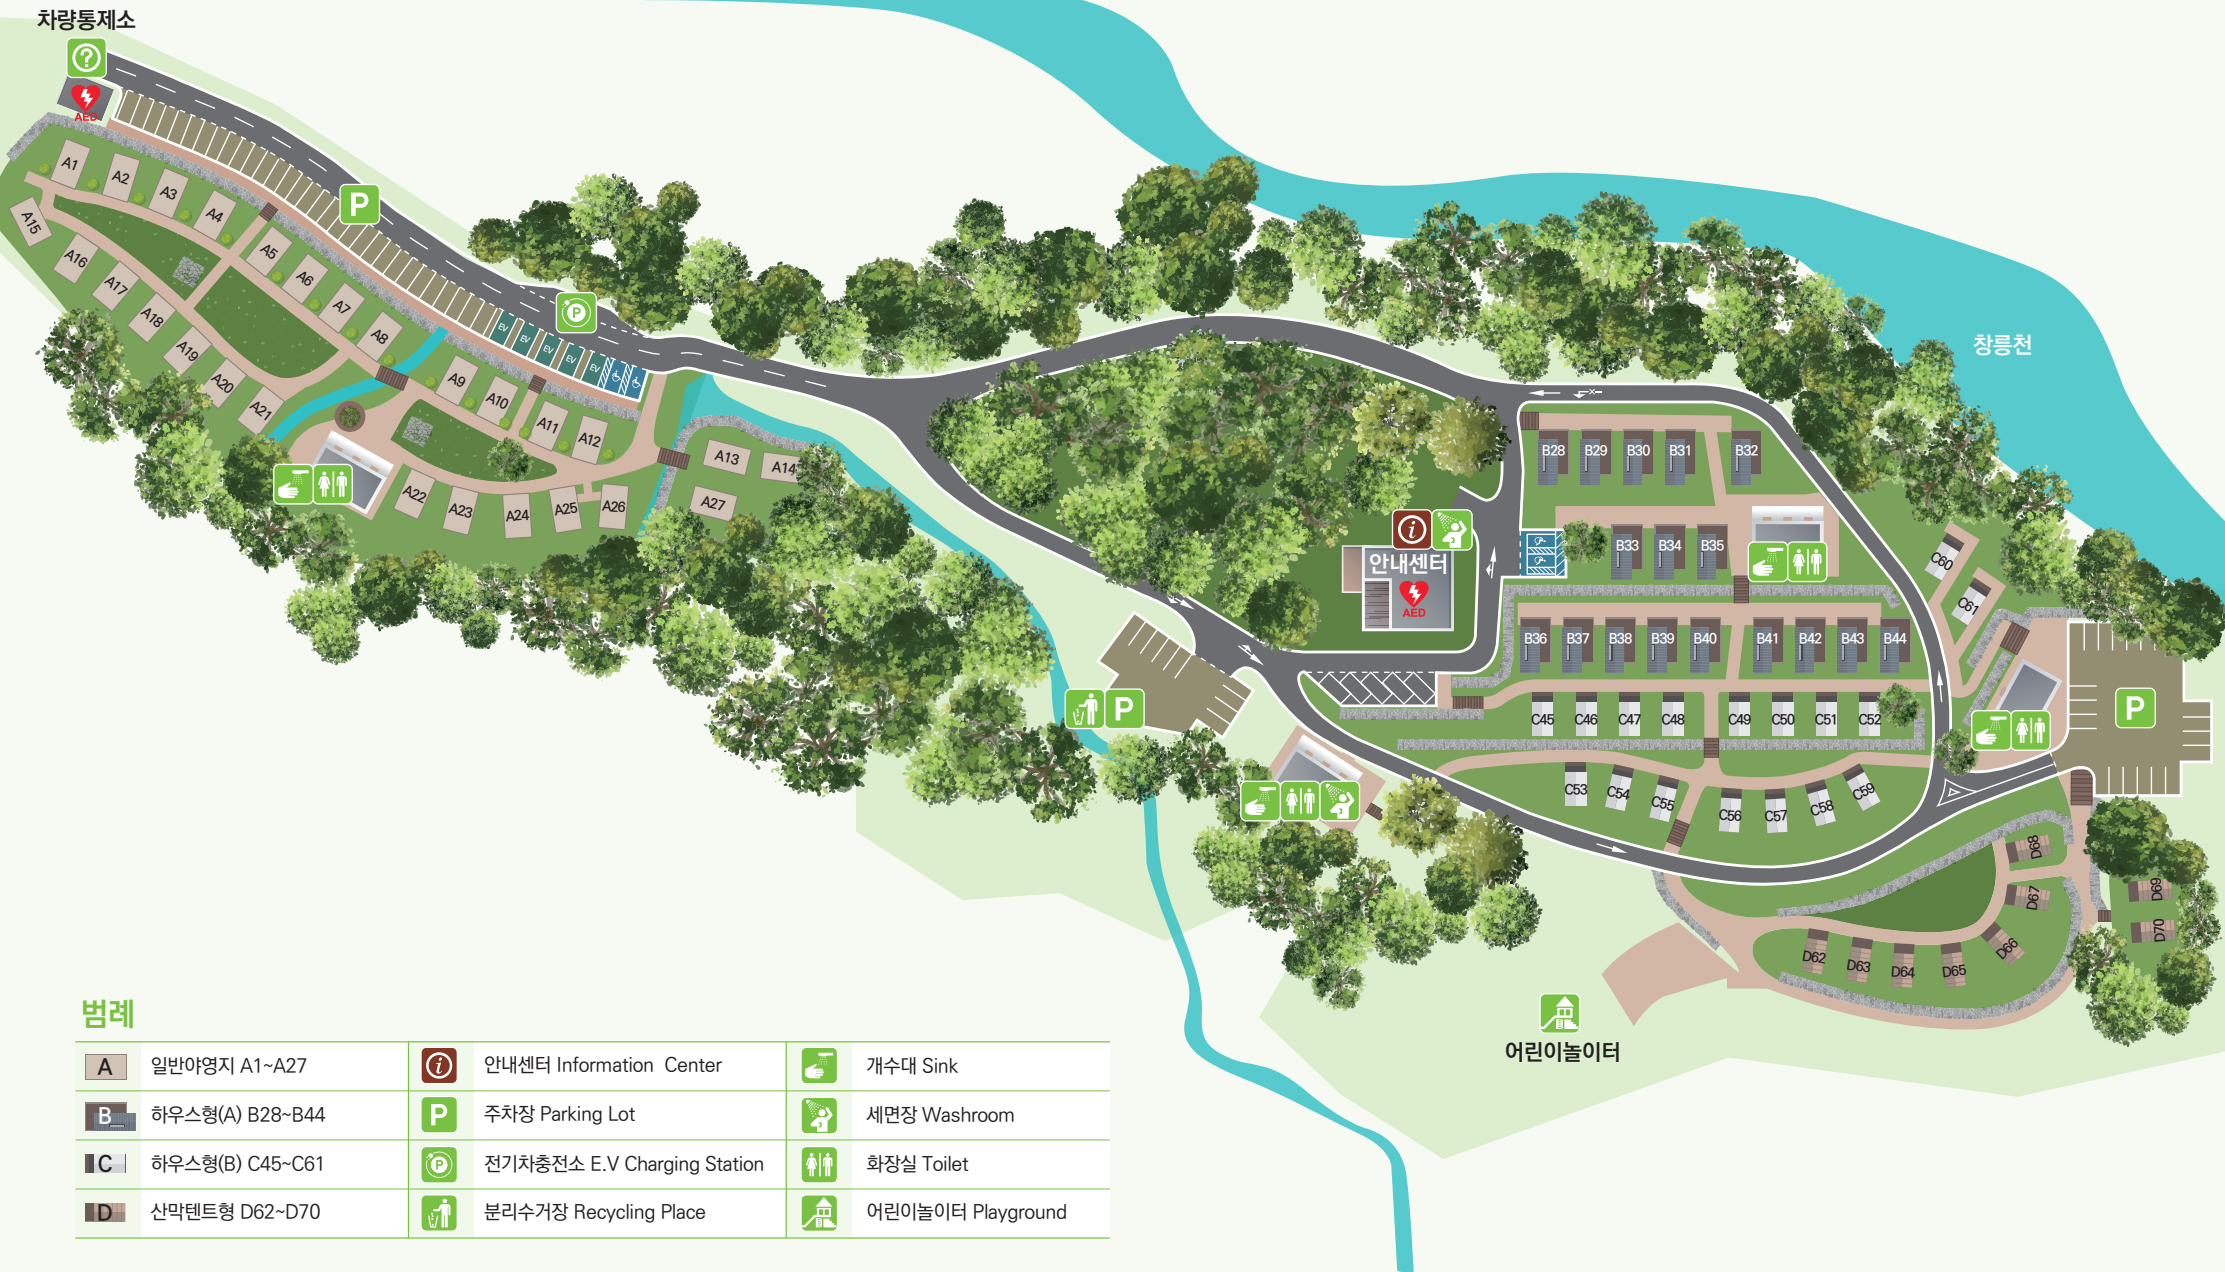 차량통제소
?
AED
A1
A2
A3
A4
A5
A6
A7
A8
A9
A10
A11
A12
A13
A14
A15
A16
A17
A18
A19
A20
A21
A22
A23
A24
A25
A26
A27
P
P
EV
EV
EV
EV
EV
창릉천
B28
B29
B30
B31
B32
B33
B34
B35
i
안내센터
AED
B36
B37
B38
B39
B40
B41
B42
B43
B44
C60
C61
C45
C46
C47
C48
C49
C50
C51
C52
P
P
C53
C54
C55
C56
C57
C58
C59
D68
D67
D69
D70
D62
D63
D64
D65
D66
어린이놀이터
범례
A 일반야영지 A1~A27
i 안내센터 Information Center
개수대 Sink
B 하우스형(A) B28~B44
P 주차장 Parking Lot
세면장 Washroom
C 하우스형(B) C45~C61
P 전기차충전소 E.V Charging Station
화장실 Toilet
D 산막텐트형 D62~D70
분리수거장 Recycling Place
어린이놀이터 Playground